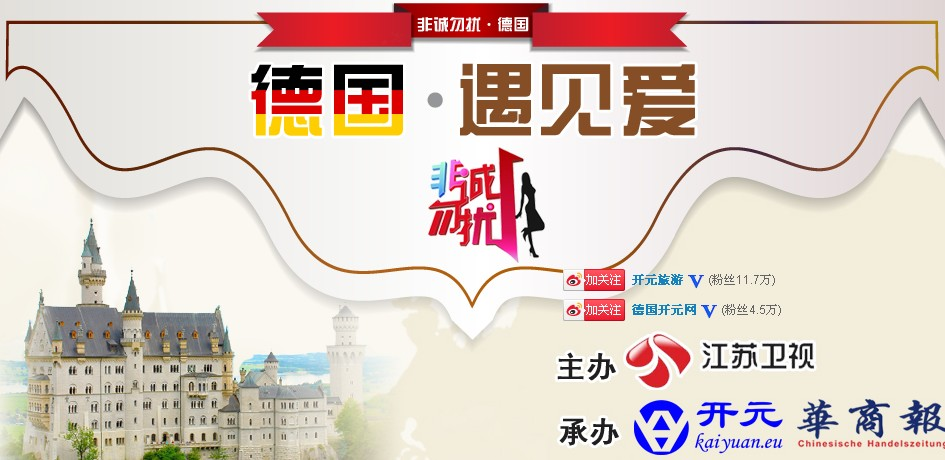 非诚勿扰·德国
德国·遇见爱
非诚
勿扰
加关注 开元旅游 V (粉丝11.7万)
加关注 德国开元网 V (粉丝4.5万)
主办 江苏卫视
承办 开元 華商報
kaiyuan.eu Chinesische Handelszeitung